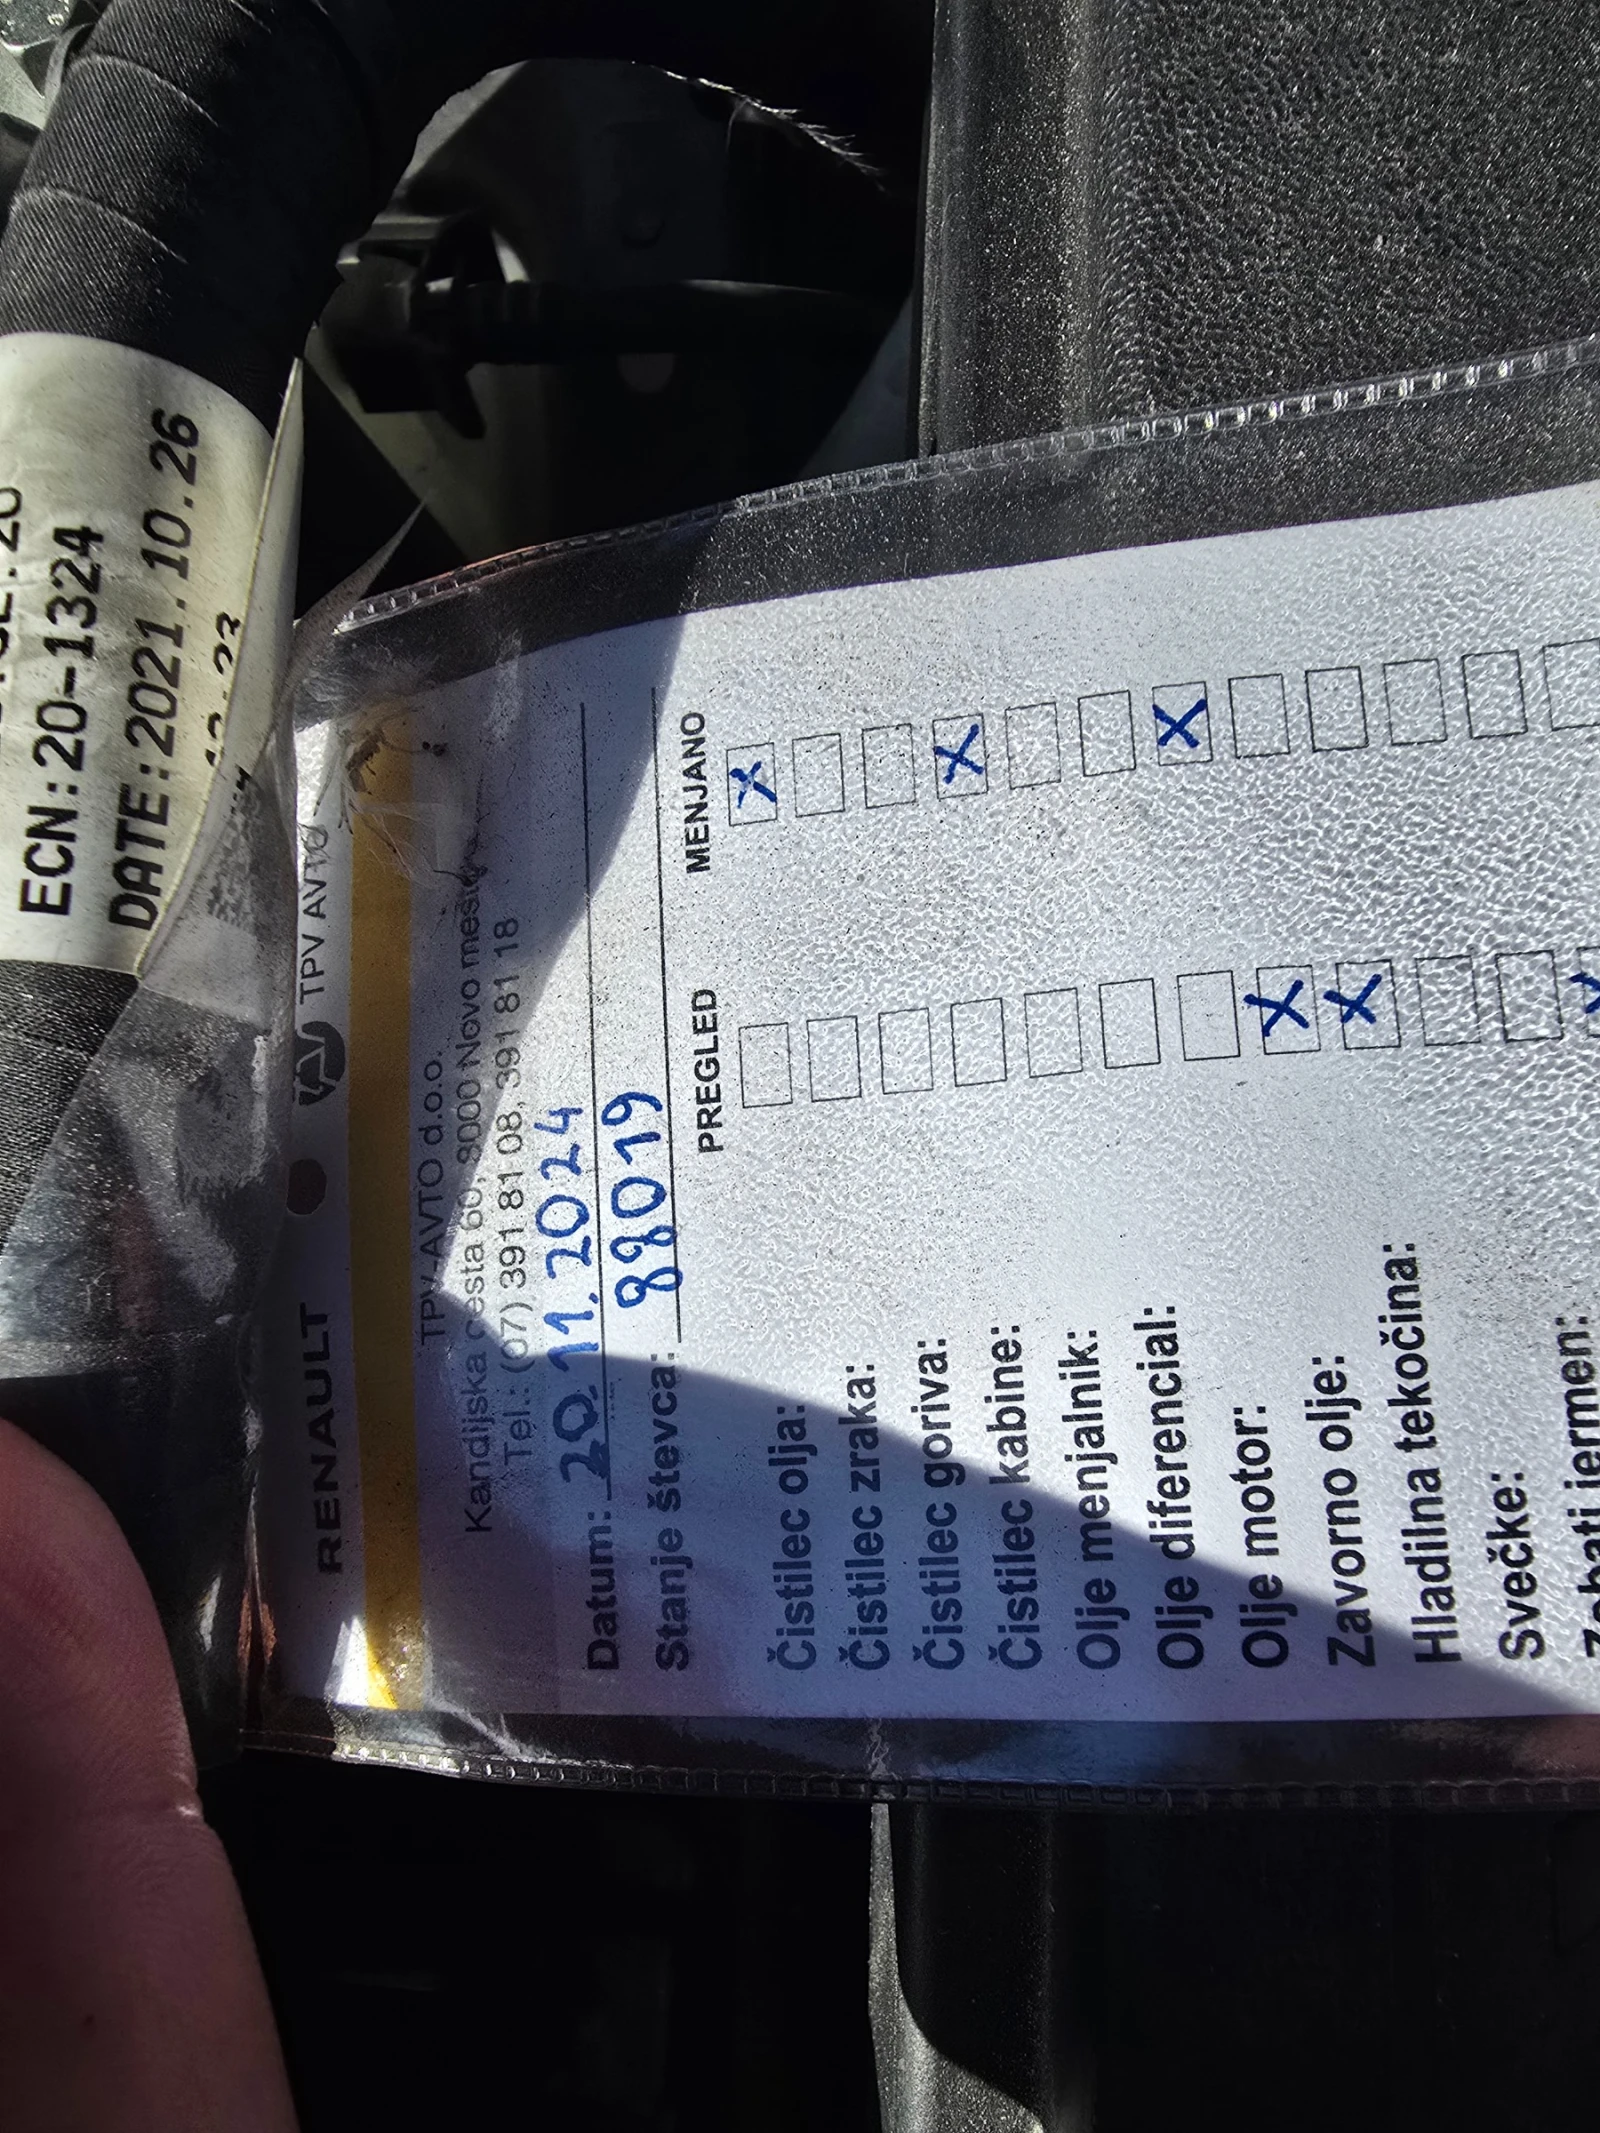 ECN:20-1324
DATE:2021.10.26
RENAULT TPV AVTO
TPV AVTO d.o.o.
Kandijska cesta 60, 8000 Novo mesto
Tel.: (07) 391 81 08, 391 81 18
Datum: 20.11.2024
Stanje števca: 88019
PREGLED MENJANO
Čistilec olja: X
Čistilec zraka:
Čistilec goriva:
Čistilec kabine: X
Olje menjalnik:
Olje diferencial:
Olje motor: X
Zavorno olje: X
Hladilna tekočina: X
Svečke:
Zobati jermen: X